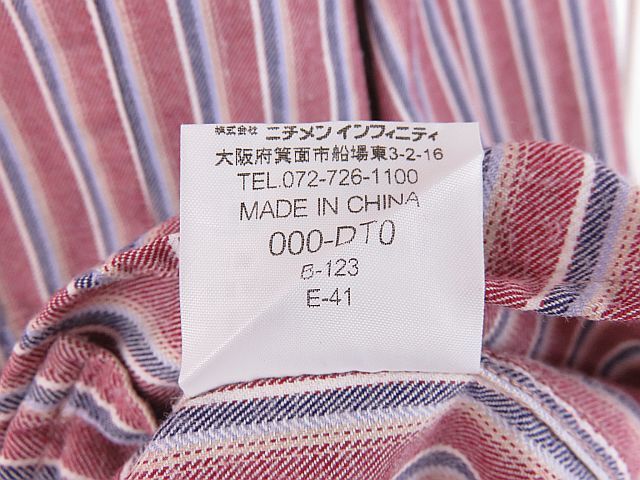 株式会社 ニチメン インフィニティ
大阪府箕面市船場東3-2-16
TEL.072-726-1100
MADE IN CHINA
000-DT0
6-123
E-41